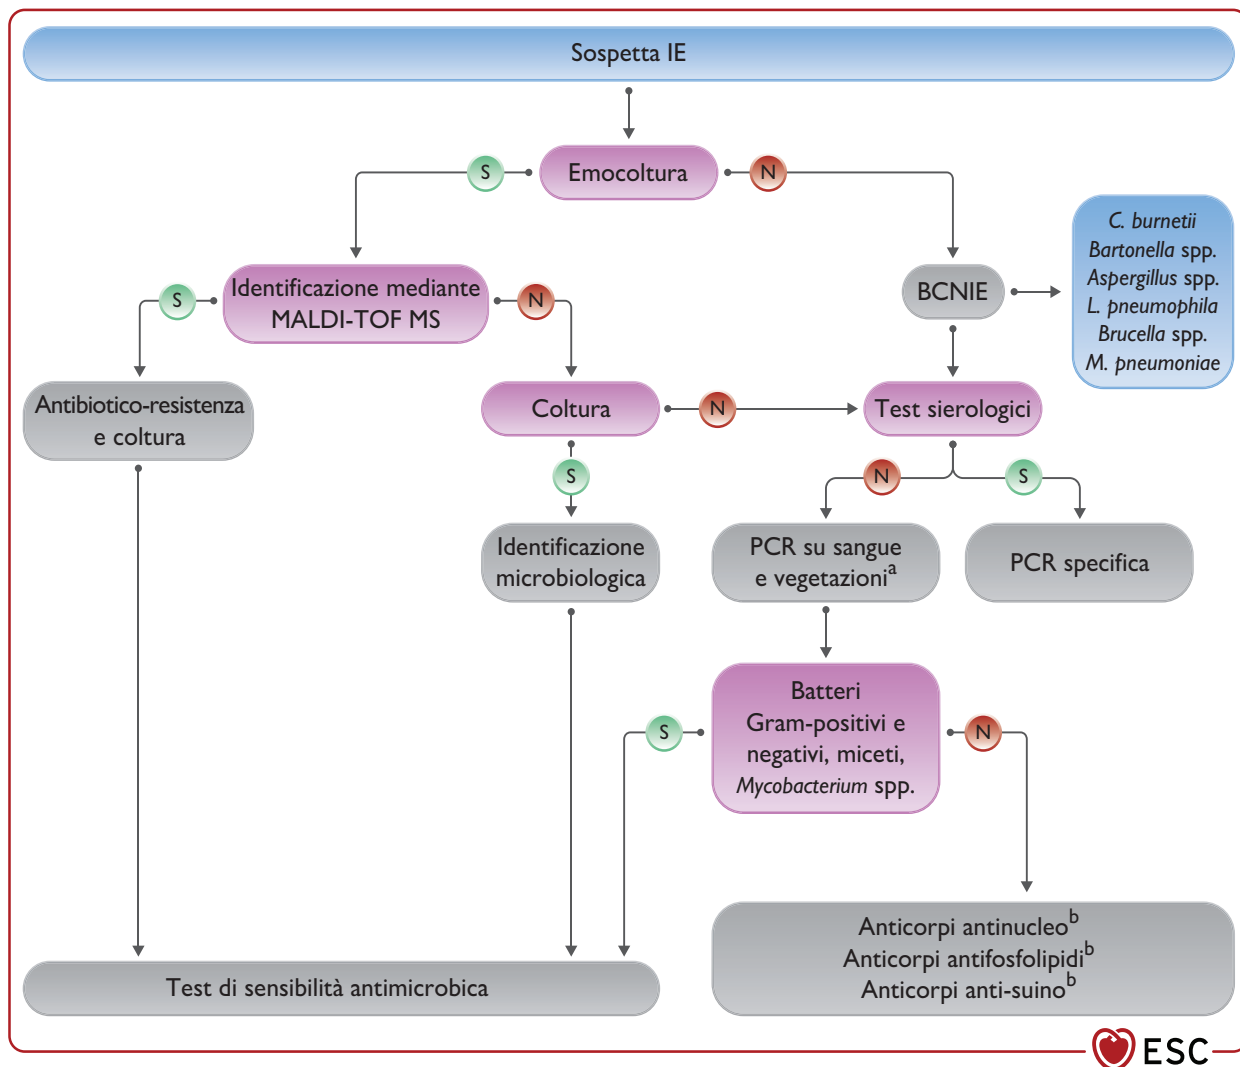 Sospetta IE
Emocoltura
S
N
C. burnetii
Bartonella spp.
Aspergillus spp.
L. pneumophila
Brucella spp.
M. pneumoniae
Identificazione mediante
MALDI-TOF MS
S
N
BCNIE
Antibiotico-resistenza
e coltura
Coltura
N
Test sierologici
S
N
S
Identificazione
microbiologica
PCR su sangue
e vegetazioniᵃ
PCR specifica
Batteri
Gram-positivi e
negativi, miceti,
Mycobacterium spp.
S
N
Anticorpi antinucleoᵇ
Anticorpi antifosfolipidiᵇ
Anticorpi anti-suinoᵇ
Test di sensibilità antimicrobica
ESC